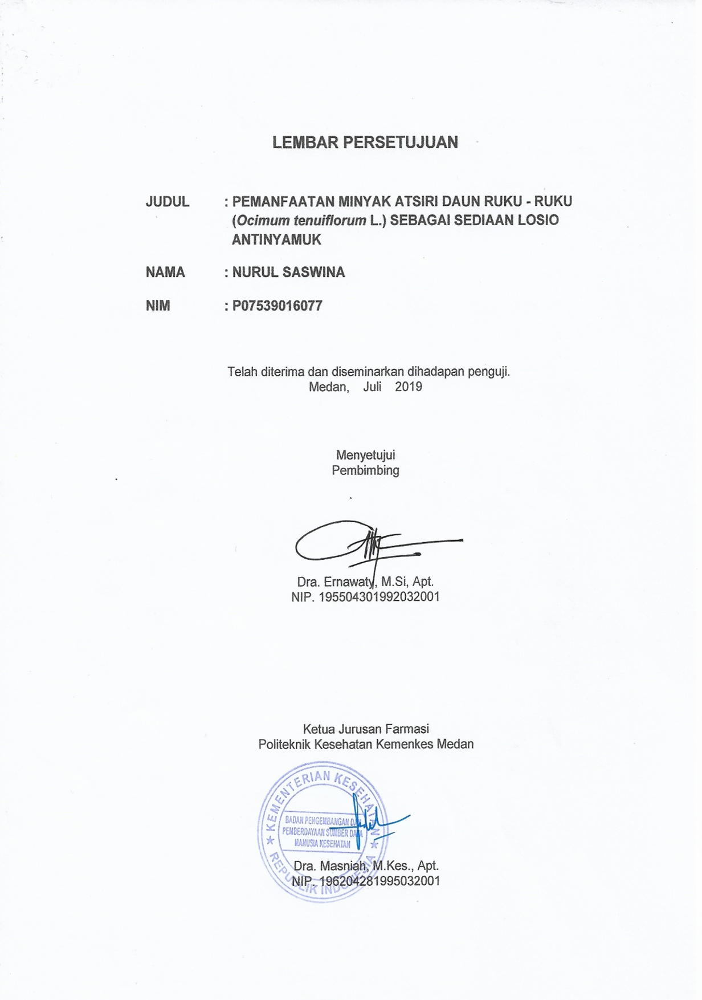 LEMBAR PERSETUJUAN
JUDUL : PEMANFAATAN MINYAK ATSIRI DAUN RUKU - RUKU
(Ocimum tenuiflorum L.) SEBAGAI SEDIAAN LOSIO
ANTINYAMUK
NAMA : NURUL SASWINA
NIM : P07539016077
Telah diterima dan diseminarkan dihadapan penguji.
Medan, Juli 2019
Menyetujui
Pembimbing
Dra. Ernawaty, M.Si, Apt.
NIP. 195504301992032001
Ketua Jurusan Farmasi
Politeknik Kesehatan Kemenkes Medan
KEMENTERIAN KESEHATAN
BADAN PENGEMBANGAN DAN
PEMBERDAYAAN SUMBER DAYA
MANUSIA KESEHATAN
REPUBLIK INDONESIA
Dra. Masniah, M.Kes., Apt.
NIP. 196204281995032001